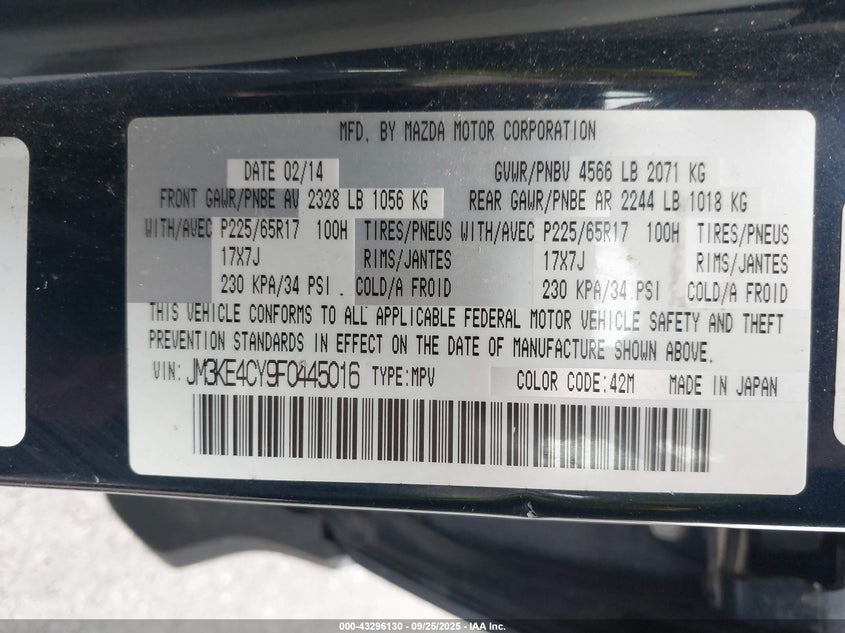 MFD. BY MAZDA MOTOR CORPORATION
DATE 02/14 GVWR/PNBV 4566 LB 2071 KG
FRONT GAWR/PNBE AV 2328 LB 1056 KG REAR GAWR/PNBE AR 2244 LB 1018 KG
WITH/AVEC P225/65R17 100H TIRES/PNEUS WITH/AVEC P225/65R17 100H TIRES/PNEUS
17X7J RIMS/JANTES 17X7J RIMS/JANTES
230 KPA/34 PSI . COLD/A FROID 230 KPA/34 PSI COLD/A FROID
THIS VEHICLE CONFORMS TO ALL APPLICABLE FEDERAL MOTOR VEHICLE SAFETY AND THEFT
PREVENTION STANDARDS IN EFFECT ON THE DATE OF MANUFACTURE SHOWN ABOVE.
VIN: JM3KE4CY9F0445016 TYPE:MPV COLOR CODE:42M MADE IN JAPAN
000-43296130 - 09/25/2025 - IAA Inc.